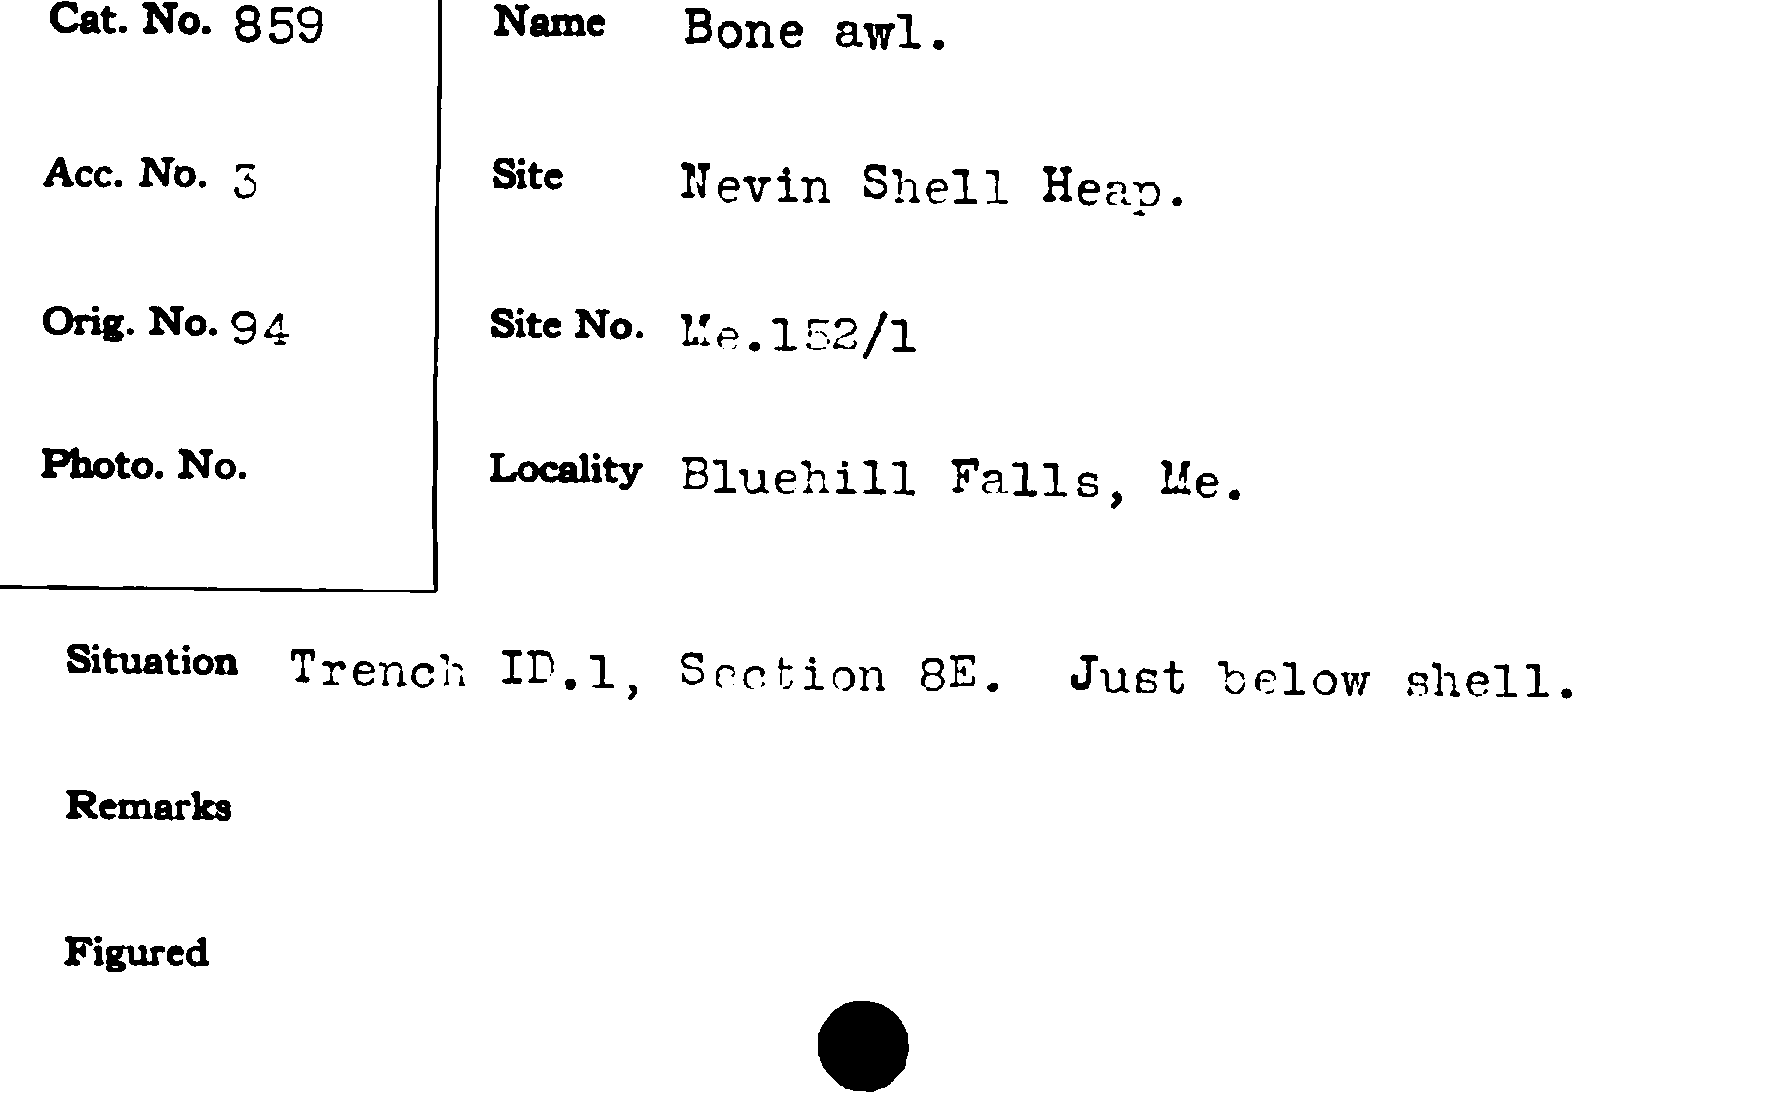 Cat. No. 859
Name Bone awl.
Acc. No. 3
Site Nevin Shell Heap.
Orig. No. 94
Site No. Me.152/1
Photo. No.
Locality Bluehill Falls, Me.
Situation Trench ID.1, Section 8E. Just below shell.
Remarks
Figured